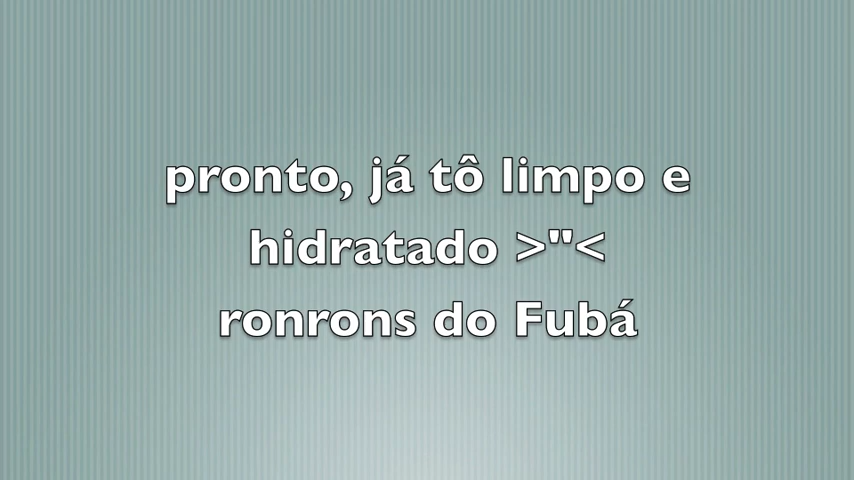 pronto, já tô limpo e
hidratado >"<
ronrons do Fubá